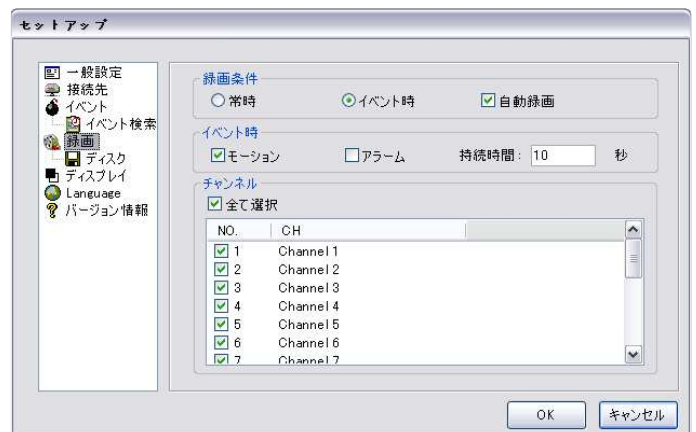 セットアップ
一般設定
接続先
イベント
イベント検索
録画
ディスク
ディスプレイ
Language
バージョン情報
録画条件
常時 イベント時 自動録画
イベント時
モーション アラーム 持続時間: 10 秒
チャンネル
全て選択
NO. CH
1 Channel 1
2 Channel 2
3 Channel 3
4 Channel 4
5 Channel 5
6 Channel 6
7 Channel 7
OK キャンセル